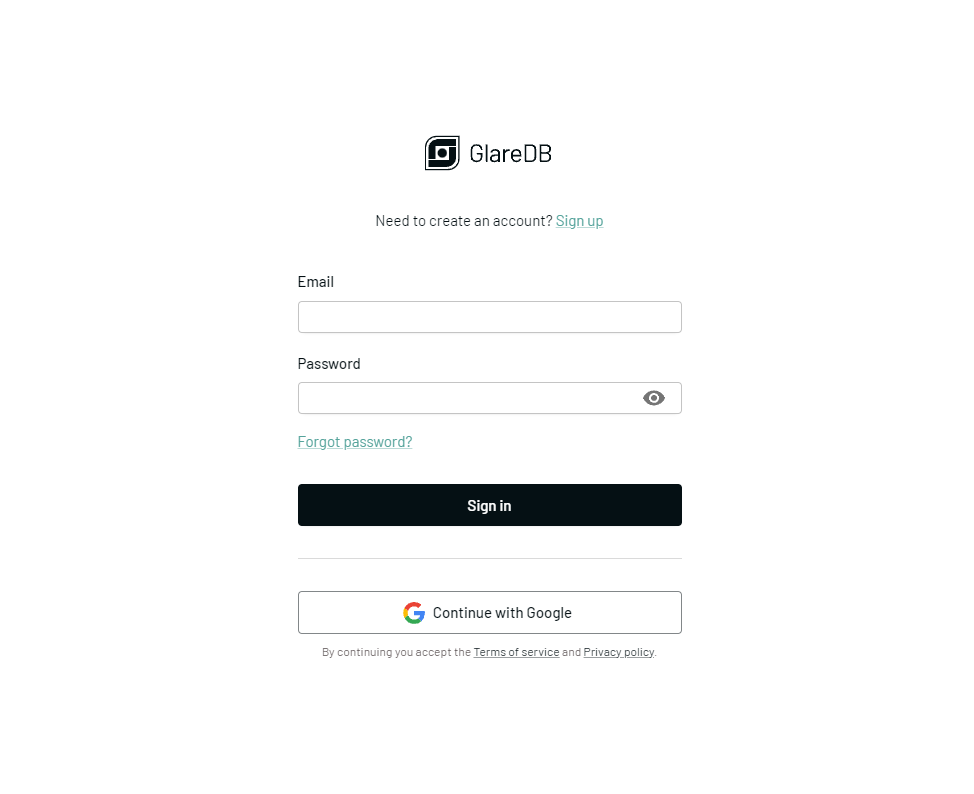 GlareDB
Need to create an account? Sign up
Email
Password
Forgot password?
Sign in
Continue with Google
By continuing you accept the Terms of service and Privacy policy.